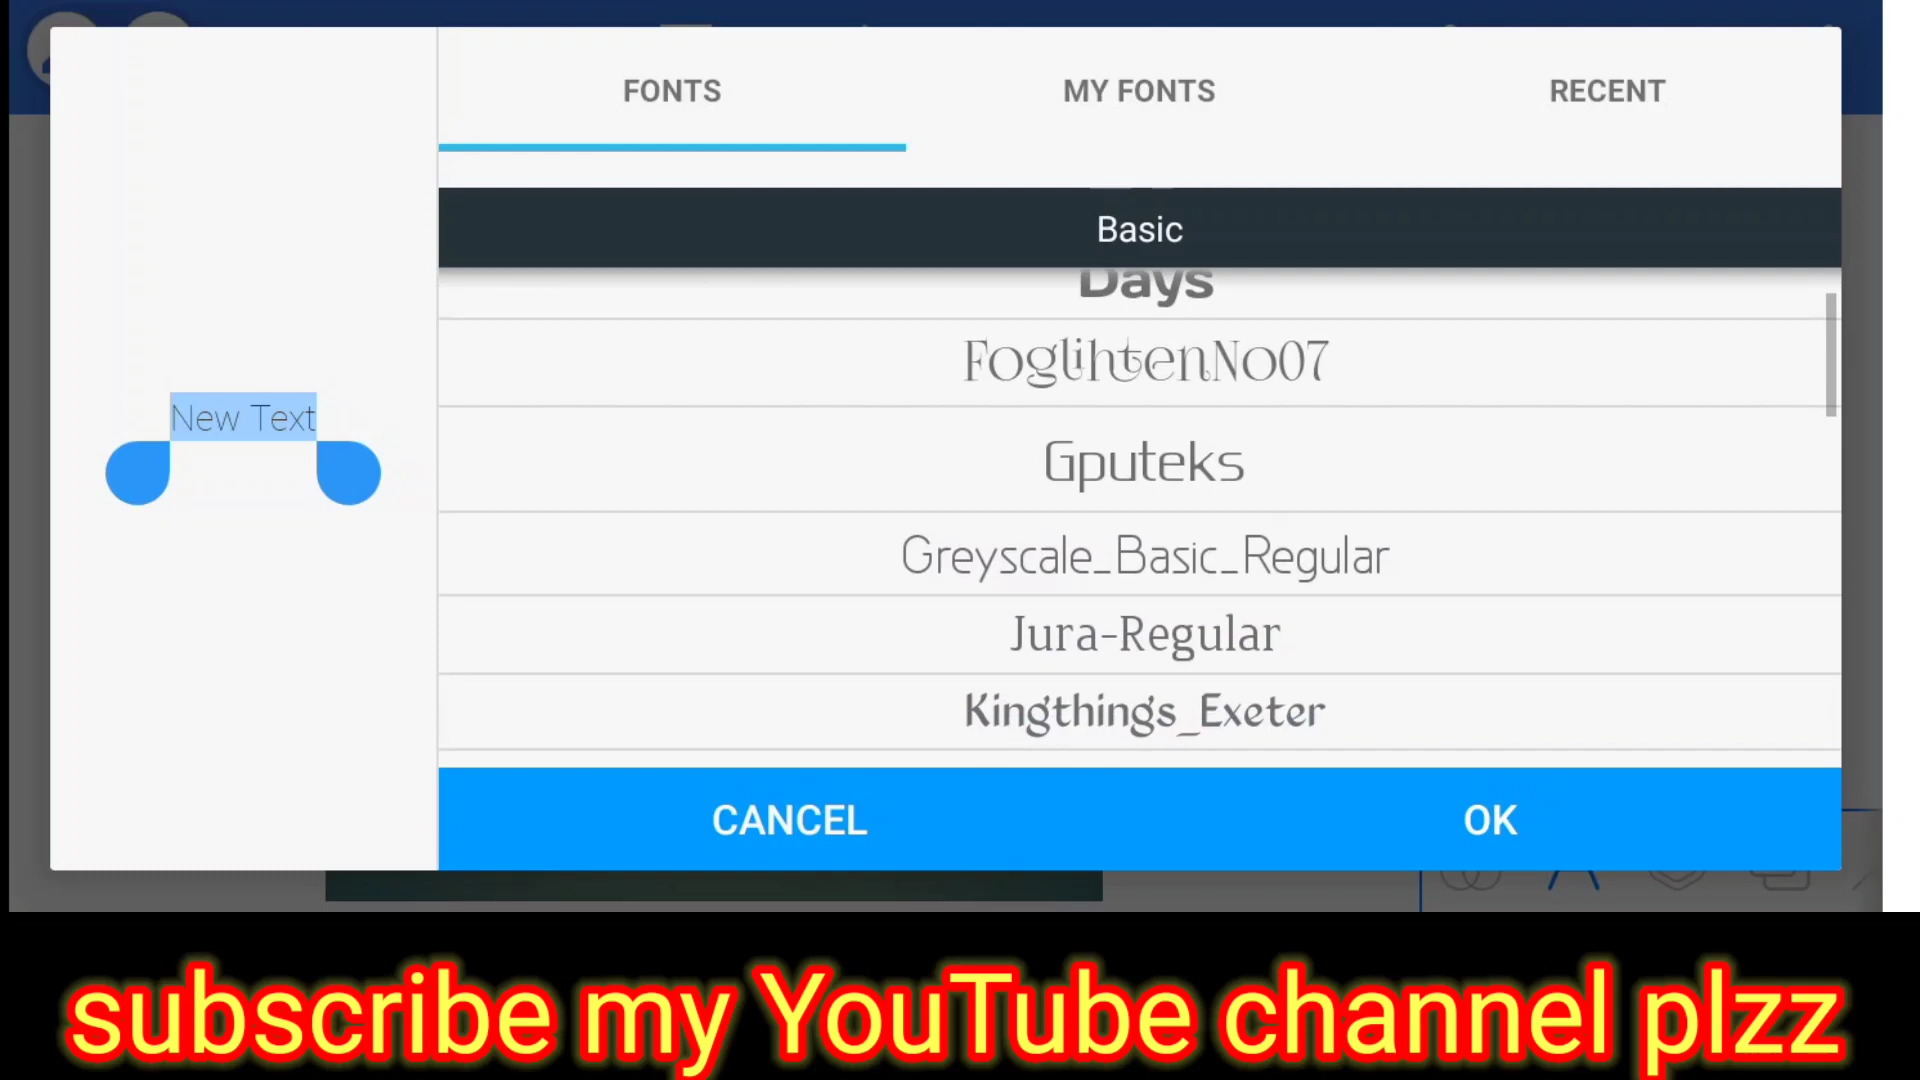 FONTS MY FONTS RECENT
Basic
Days
FoglihtenNo07
New Text
Gputeks
Greyscale_Basic_Regular
Jura-Regular
Kingthings_Exeter
CANCEL OK
subscribe my YouTube channel plzz